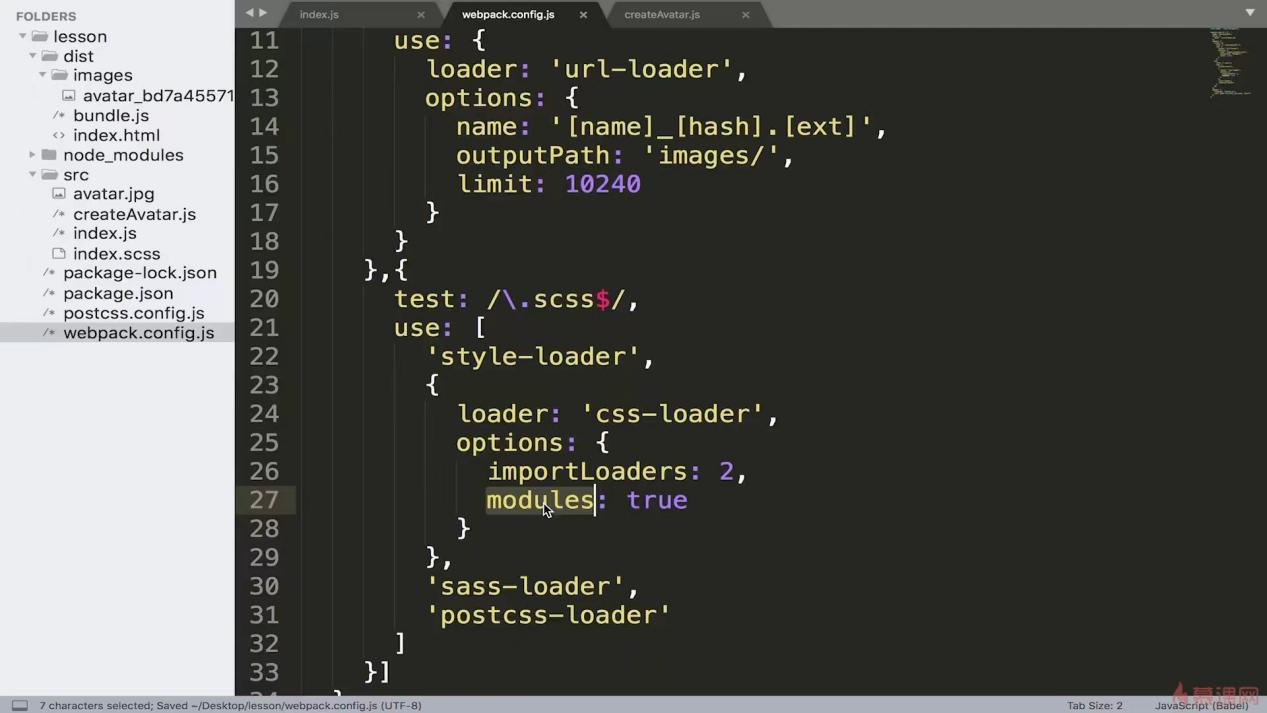 FOLDERS
lesson
dist
images
avatar_bd7a45571
bundle.js
index.html
node_modules
src
avatar.jpg
createAvatar.js
index.js
index.scss
package-lock.json
package.json
postcss.config.js
webpack.config.js
index.js
webpack.config.js
createAvatar.js
11 use: {
12 loader: 'url-loader',
13 options: {
14 name: '[name]_[hash].[ext]',
15 outputPath: 'images/',
16 limit: 10240
17 }
18 }
19 },{
20 test: /\.scss$/,
21 use: [
22 'style-loader',
23 {
24 loader: 'css-loader',
25 options: {
26 importLoaders: 2,
27 modules: true
28 }
29 },
30 'sass-loader',
31 'postcss-loader'
32 ]
33 }]
7 characters selected; Saved ~/Desktop/lesson/webpack.config.js (UTF-8)
Tab Size: 2
JavaScript (Babel)
慕课网